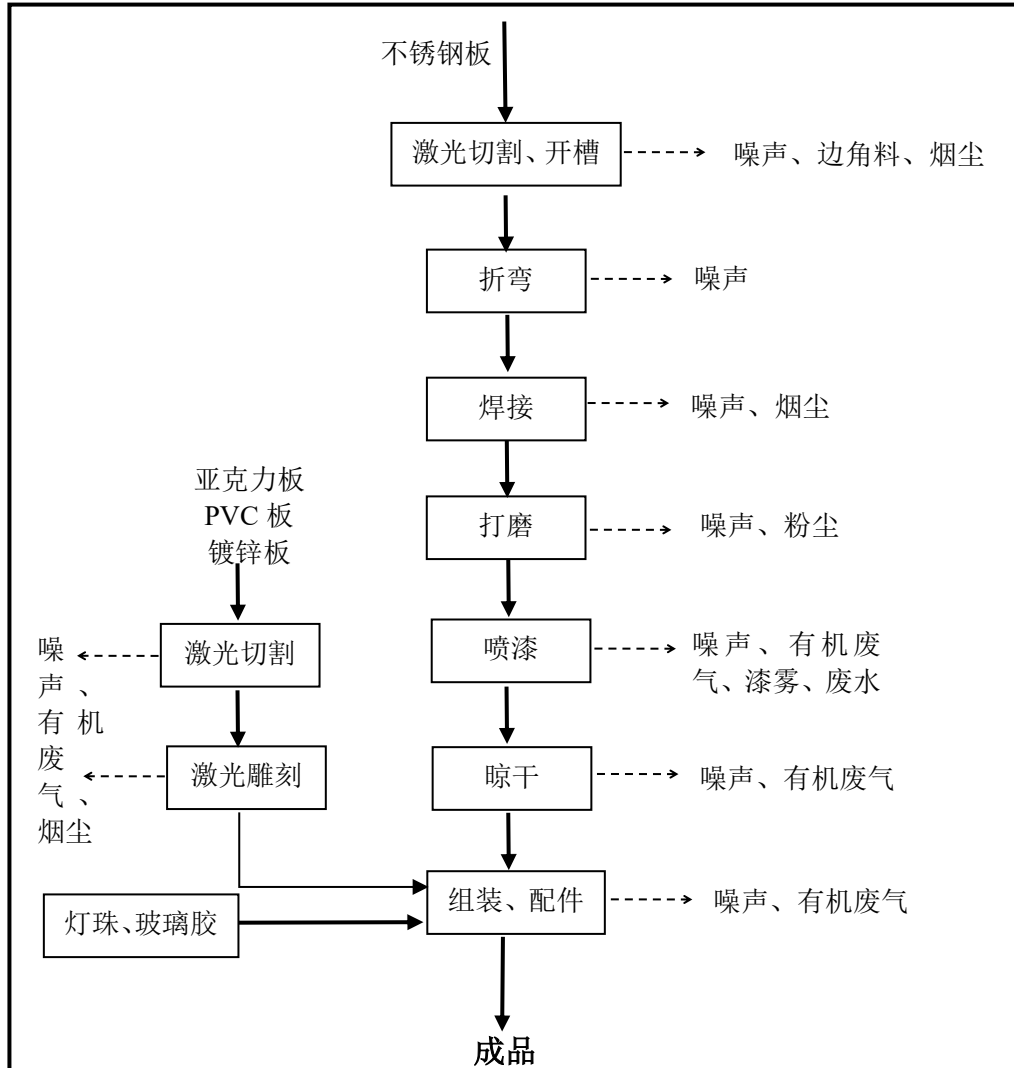 不锈钢板
激光切割、开槽
噪声、边角料、烟尘
折弯
噪声
焊接
噪声、烟尘
亚克力板
PVC 板
镀锌板
打磨
噪声、粉尘
激光切割
噪
声、
有 机
废
气、
烟尘
喷漆
噪声、有机废
气、漆雾、废水
激光雕刻
晾干
噪声、有机废气
灯珠、玻璃胶
组装、配件
噪声、有机废气
成品